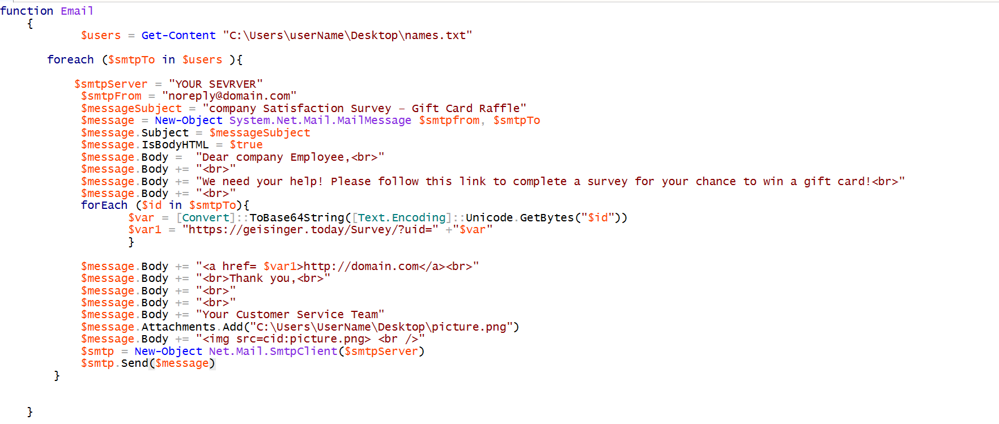 function Email
{
$users = Get-Content "C:\Users\userName\Desktop\names.txt"
foreach ($smtpTo in $users ){
$smtpServer = "YOUR SEVRVER"
$smtpFrom = "noreply@domain.com"
$messageSubject = "company Satisfaction Survey – Gift Card Raffle"
$message = New-Object System.Net.Mail.MailMessage $smtpfrom, $smtpTo
$message.Subject = $messageSubject
$message.IsBodyHTML = $true
$message.Body =  "Dear company Employee,<br>"
$message.Body += "<br>"
$message.Body += "We need your help! Please follow this link to complete a survey for your chance to win a gift card!<br>"
$message.Body += "<br>"
forEach ($id in $smtpTo){
$var = [Convert]::ToBase64String([Text.Encoding]::Unicode.GetBytes("$id"))
$var1 = "https://geisinger.today/Survey/?uid=" +"$var"
}
$message.Body += "<a href= $var1>http://domain.com</a><br>"
$message.Body += "<br>Thank you,<br>"
$message.Body += "<br>"
$message.Body += "<br>"
$message.Body += "Your Customer Service Team"
$message.Attachments.Add("C:\Users\UserName\Desktop\picture.png")
$message.Body += "<img src=cid:picture.png> <br />"
$smtp = New-Object Net.Mail.SmtpClient($smtpServer)
$smtp.Send($message)
}
}